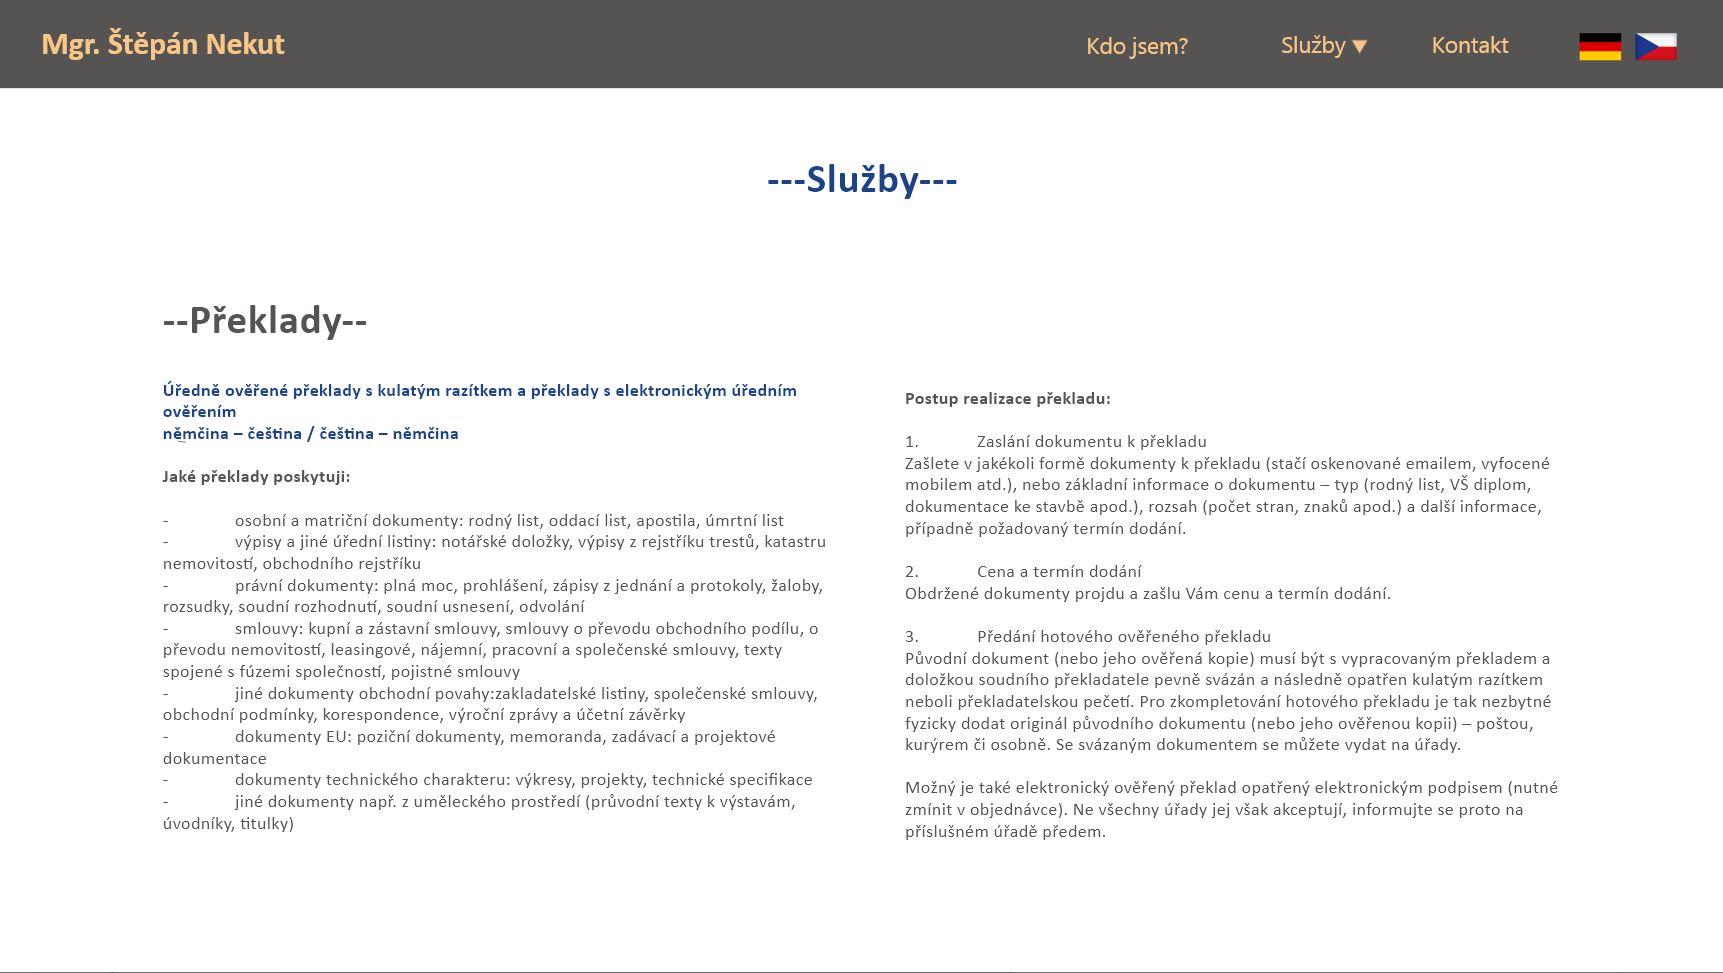 Mgr. Štěpán Nekut
Kdo jsem?
Služby ▼
Kontakt
---Služby---
--Překlady--
Úředně ověřené překlady s kulatým razítkem a překlady s elektronickým úředním
ověřením
němčina – čeština / čeština – němčina
Jaké překlady poskytuji:
- osobní a matriční dokumenty: rodný list, oddací list, apostila, úmrtní list
- výpisy a jiné úřední listiny: notářské doložky, výpisy z rejstříku trestů, katastru
nemovitostí, obchodního rejstříku
- právní dokumenty: plná moc, prohlášení, zápisy z jednání a protokoly, žaloby,
rozsudky, soudní rozhodnutí, soudní usnesení, odvolání
- smlouvy: kupní a zástavní smlouvy, smlouvy o převodu obchodního podílu, o
převodu nemovitostí, leasingové, nájemní, pracovní a společenské smlouvy, texty
spojené s fúzemi společností, pojistné smlouvy
- jiné dokumenty obchodní povahy:zakladatelské listiny, společenské smlouvy,
obchodní podmínky, korespondence, výroční zprávy a účetní závěrky
- dokumenty EU: poziční dokumenty, memoranda, zadávací a projektové
dokumentace
- dokumenty technického charakteru: výkresy, projekty, technické specifikace
- jiné dokumenty např. z uměleckého prostředí (průvodní texty k výstavám,
úvodníky, titulky)
Postup realizace překladu:
1. Zaslání dokumentu k překladu
Zašlete v jakékoli formě dokumenty k překladu (stačí oskenované emailem, vyfocené
mobilem atd.), nebo základní informace o dokumentu – typ (rodný list, VŠ diplom,
dokumentace ke stavbě apod.), rozsah (počet stran, znaků apod.) a další informace,
případně požadovaný termín dodání.
2. Cena a termín dodání
Obdržené dokumenty projdu a zašlu Vám cenu a termín dodání.
3. Předání hotového ověřeného překladu
Původní dokument (nebo jeho ověřená kopie) musí být s vypracovaným překladem a
doložkou soudního překladatele pevně svázán a následně opatřen kulatým razítkem
neboli překladatelskou pečetí. Pro zkompletování hotového překladu je tak nezbytné
fyzicky dodat originál původního dokumentu (nebo jeho ověřenou kopii) – poštou,
kurýrem či osobně. Se svázaným dokumentem se můžete vydat na úřady.
Možný je také elektronický ověřený překlad opatřený elektronickým podpisem (nutné
zmínit v objednávce). Ne všechny úřady jej však akceptují, informujte se proto na
příslušném úřadě předem.